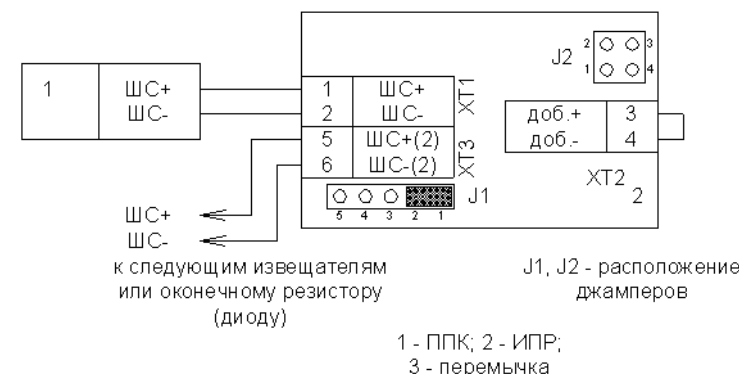 J2
2 3
1 4
1 ШС+
ШС-
1 ШС+
2 ШС-
XT1
5 ШС+(2)
6 ШС-(2)
XT3
доб.+ 3
доб.- 4
XT2
2
J1
5 4 3 2 1
ШС+
ШС-
к следующим извещателям
или оконечному резистору
(диоду)
J1, J2 - расположение
джамперов
1 - ППК; 2 - ИПР;
3 - перемычка